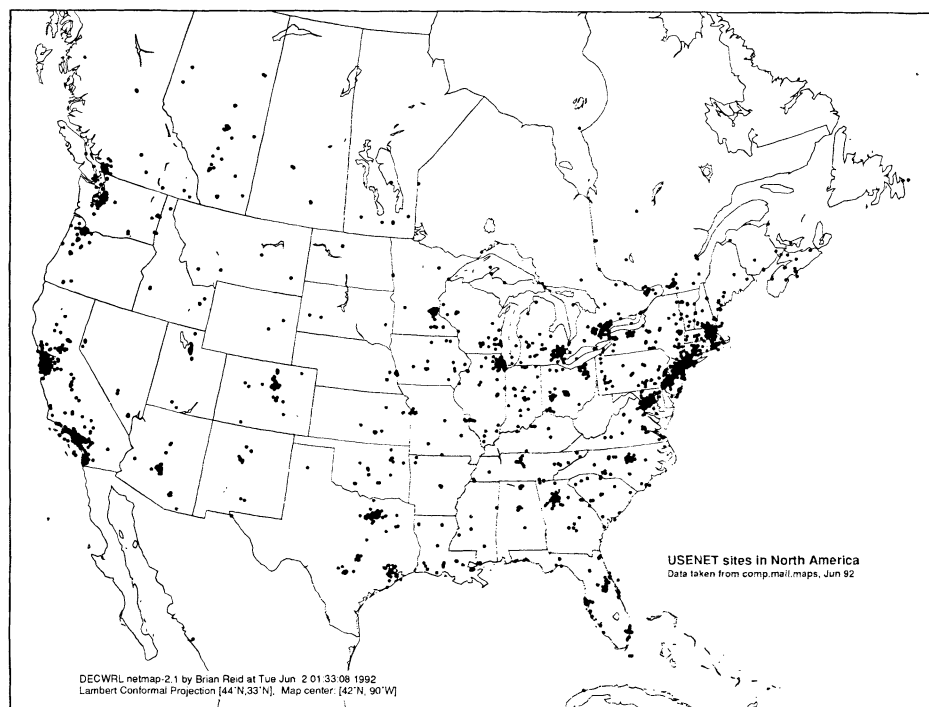 USENET sites in North America
Data taken from comp.mail.maps, Jun 92
DECWRL netmap-2.1 by Brian Reid at Tue Jun 2 01:33:08 1992
Lambert Conformal Projection [44°N,33°N], Map center: [42°N, 90°W]